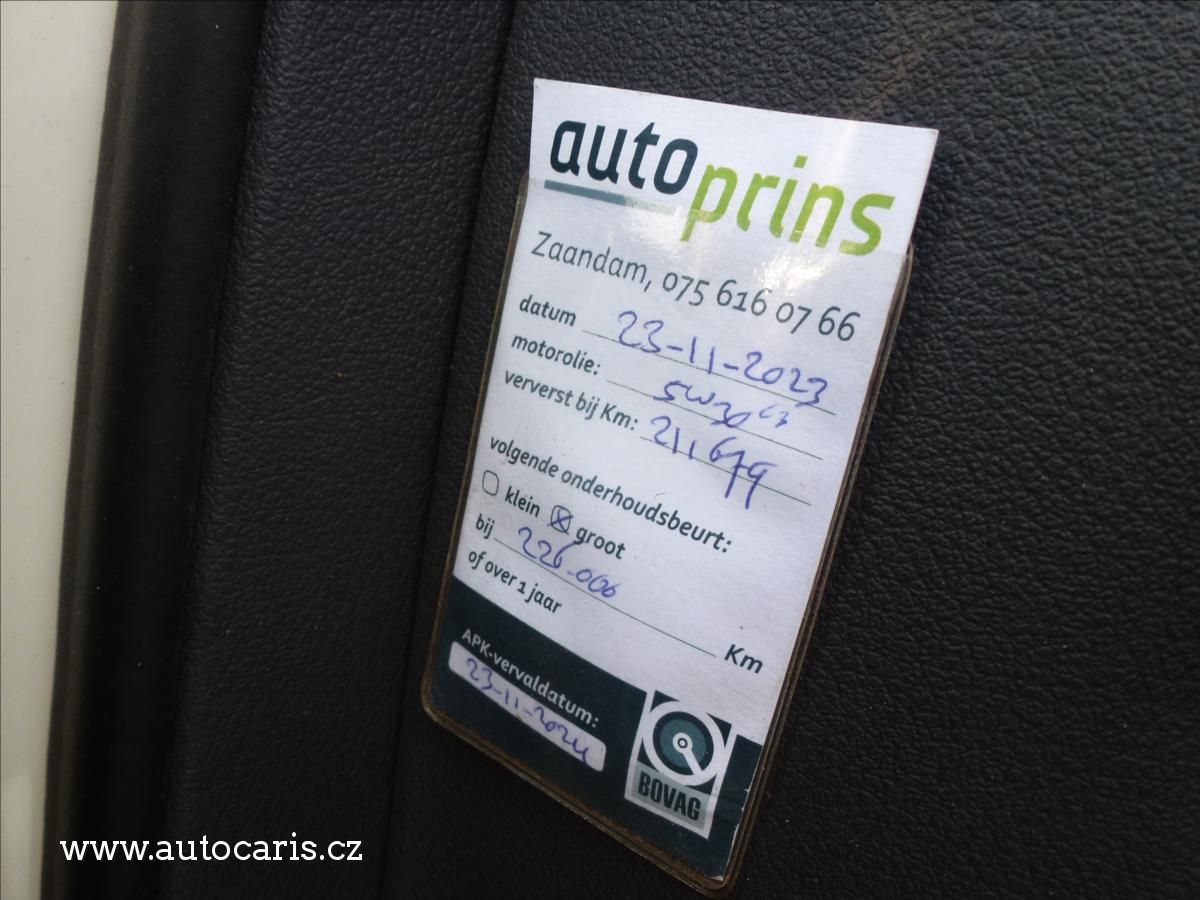 autoprins
Zaandam, 075 616 07 66
datum 23-11-2023
motorolie: 5W30 C3
ververst bij Km: 211679
volgende onderhoudsbeurt:
klein groot
bij 226.000 Km
of over 1 jaar
APK-vervaldatum:
23-11-2024
BOVAG
www.autocaris.cz